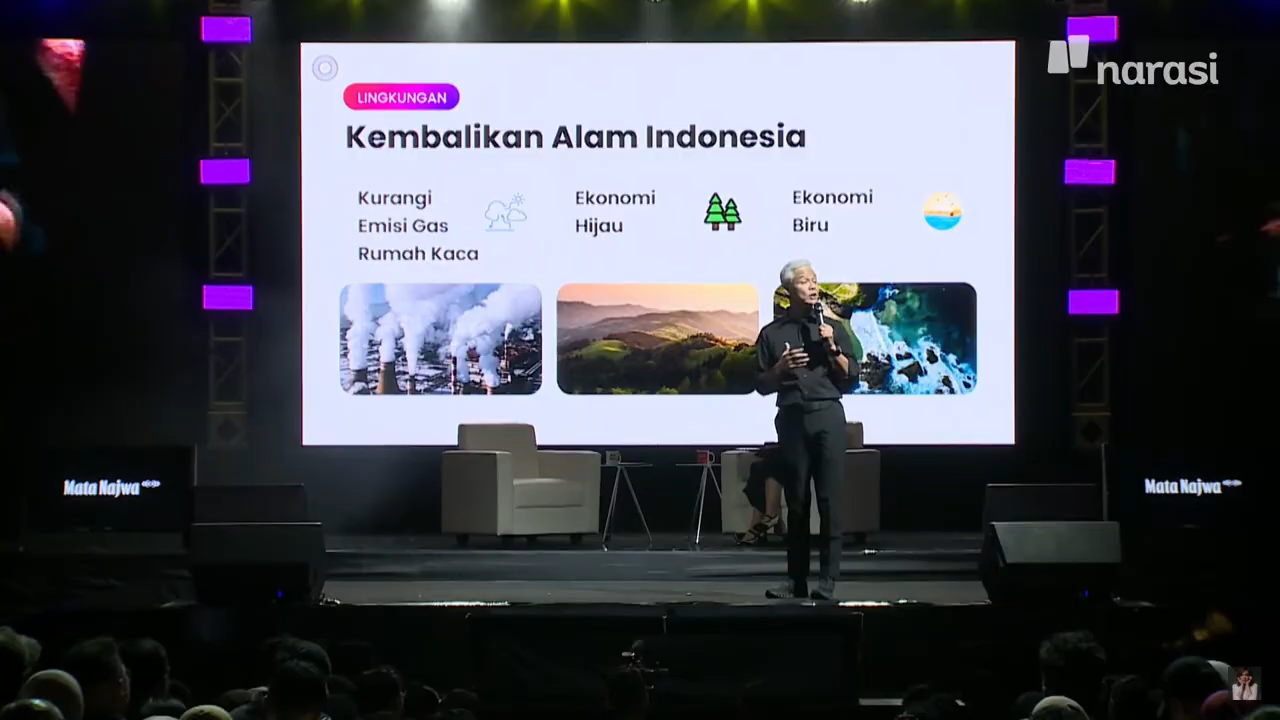 narasi
LINGKUNGAN
Kembalikan Alam Indonesia
Kurangi
Emisi Gas
Rumah Kaca
Ekonomi
Hijau
Ekonomi
Biru
Mata Najwa
Mata Najwa